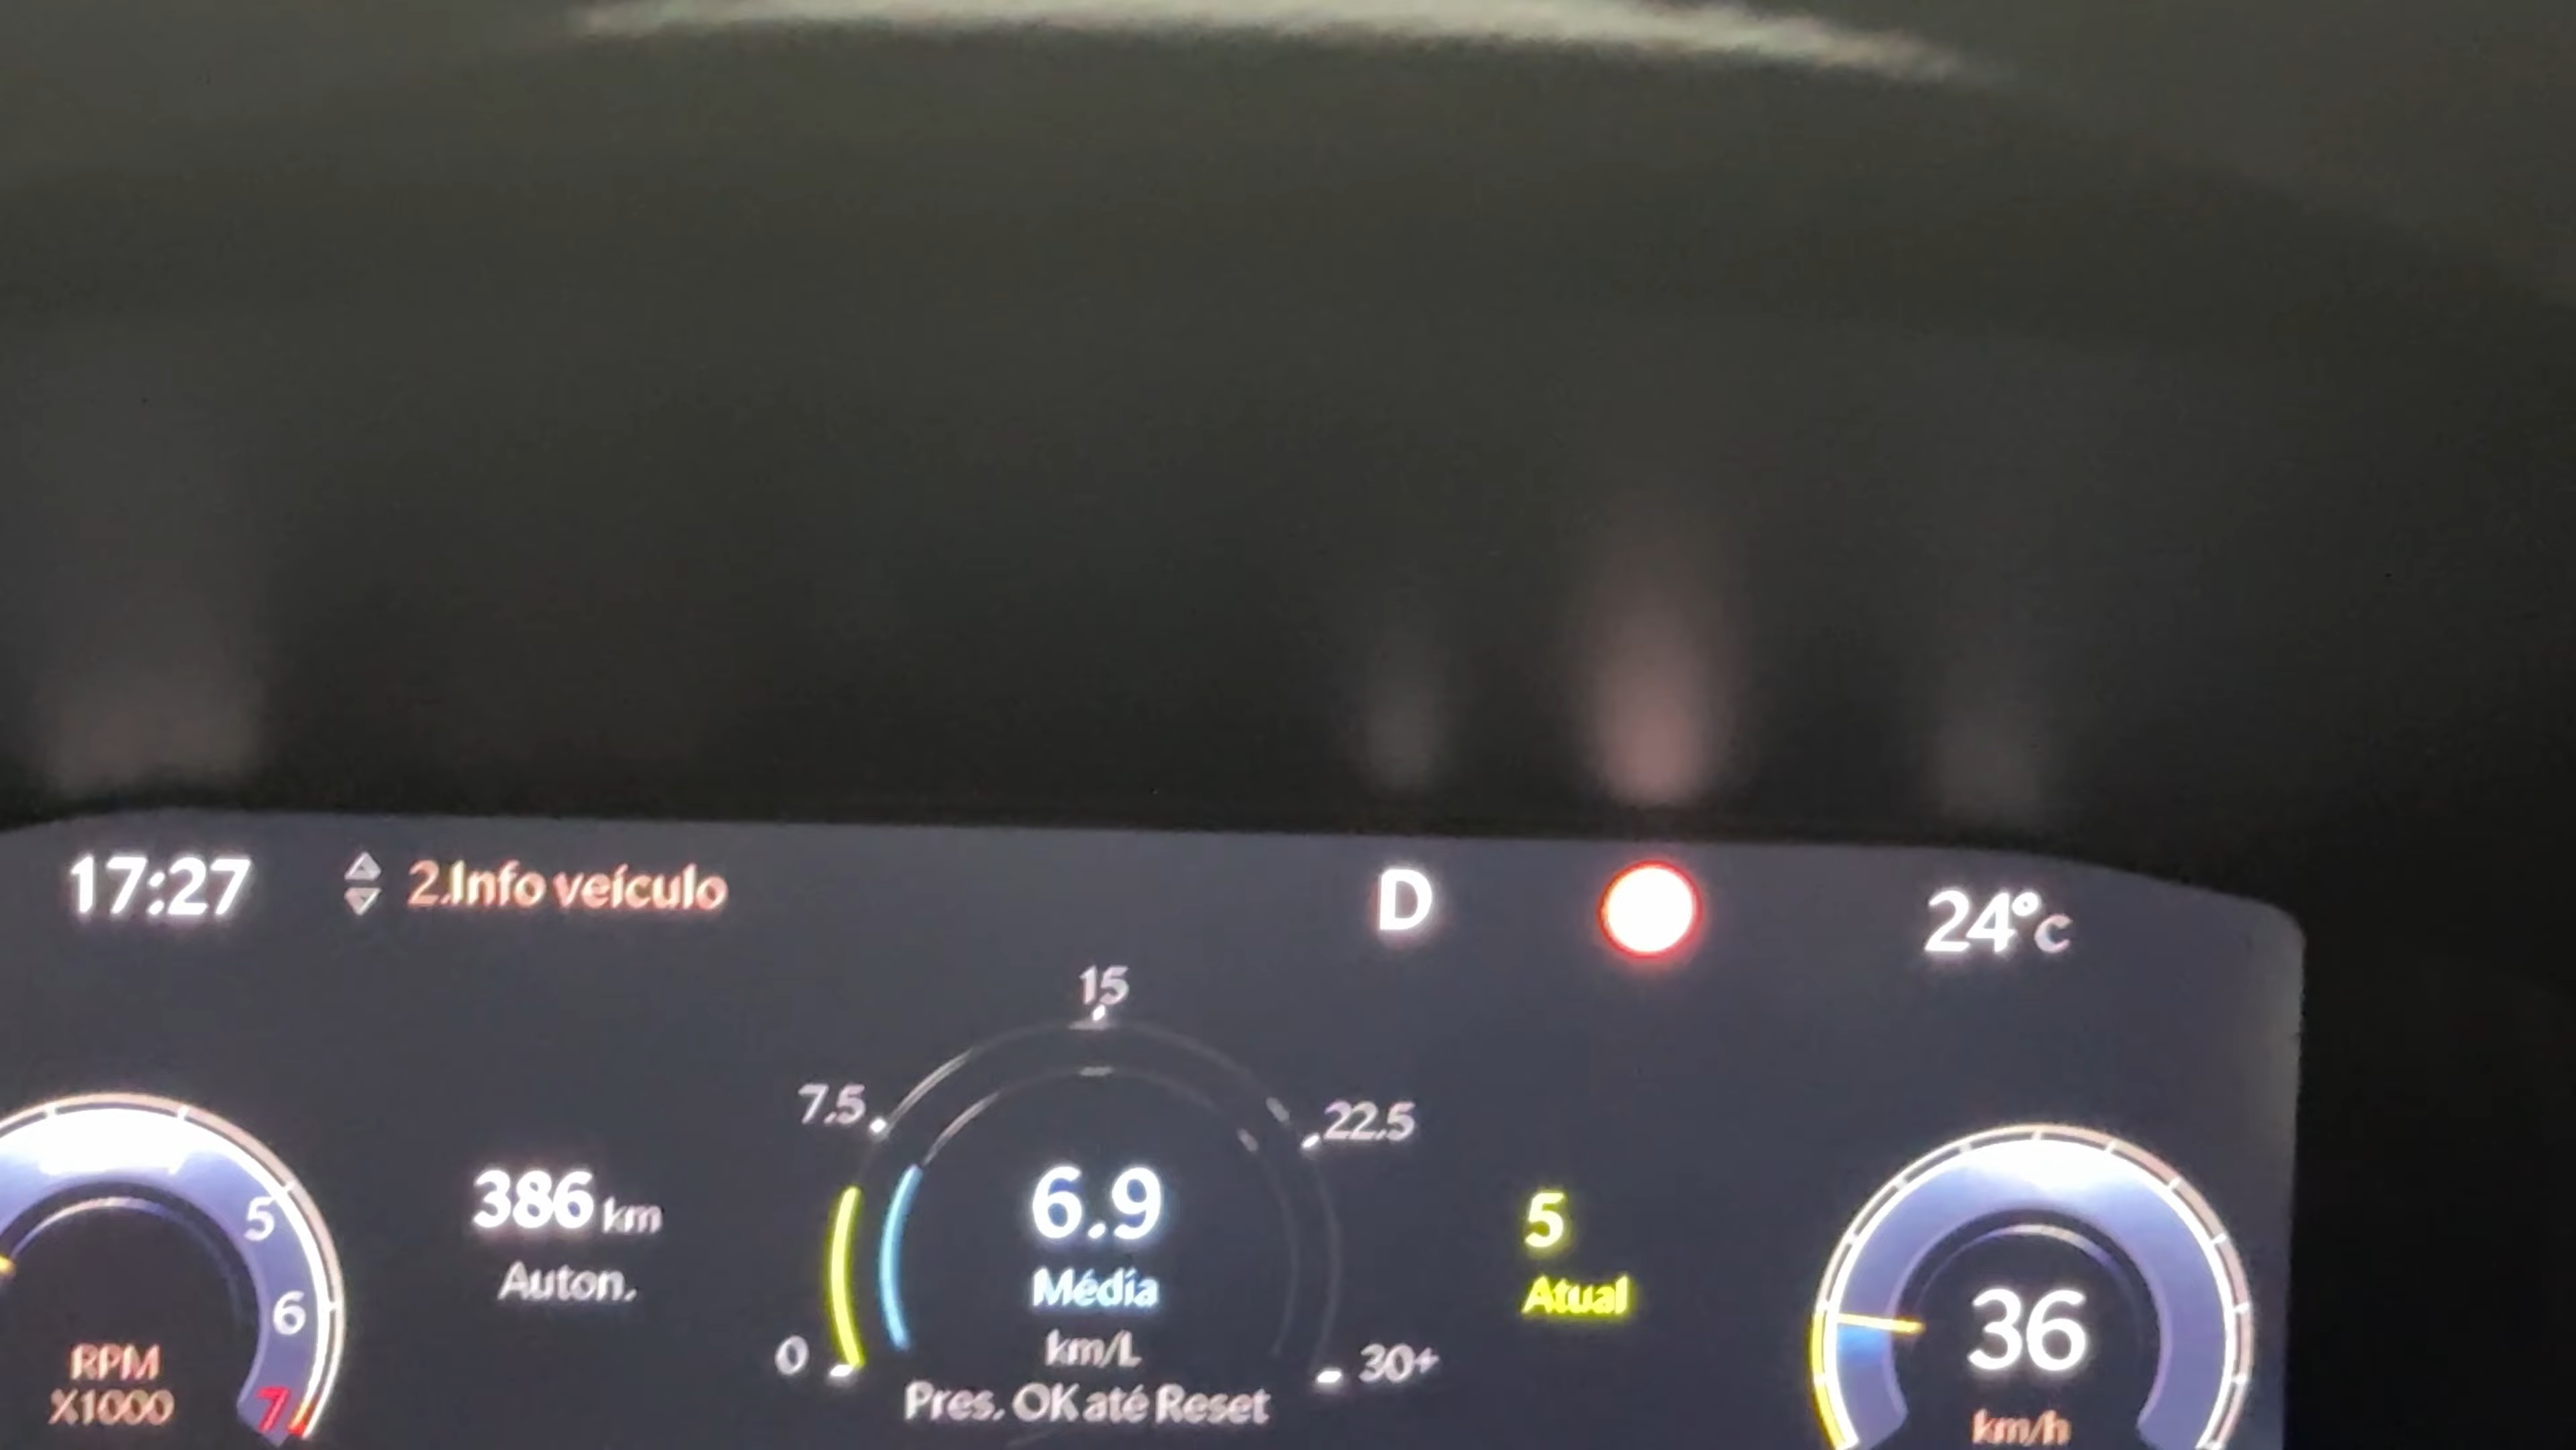 17:27 2.Info veículo D 24°C
15
7.5 22.5
386 km 6.9 5
Auton. Média Atual
km/L
0 30+
Pres. OK até Reset
5
6
7
RPM
X1000
36
km/h